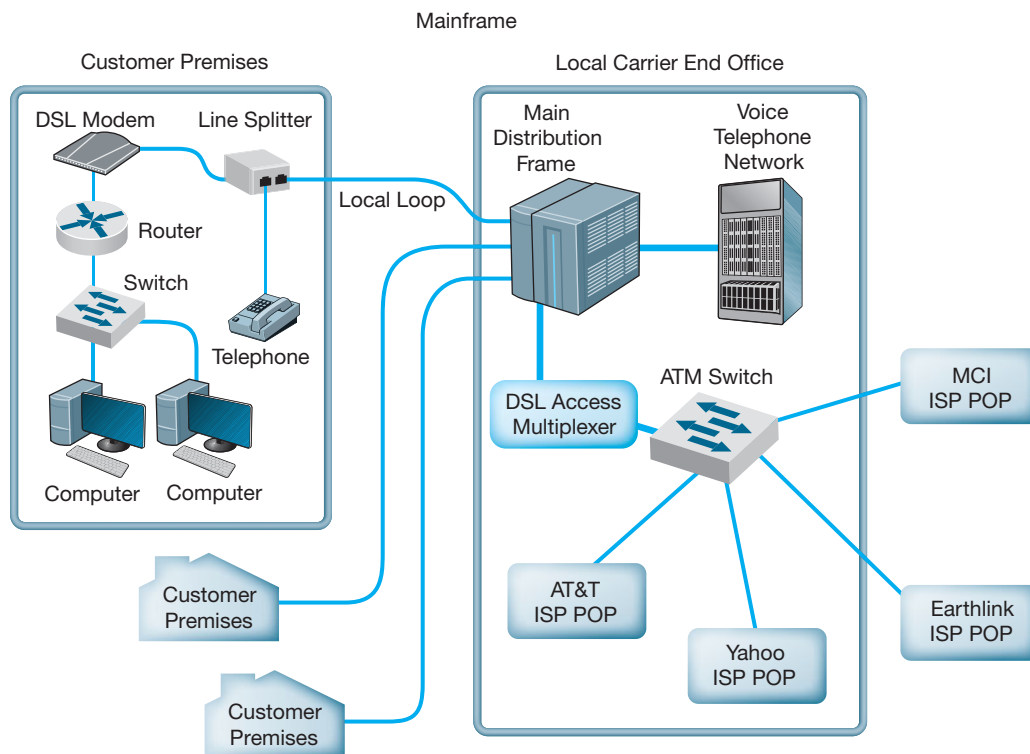 Mainframe
Customer Premises
DSL Modem
Line Splitter
Router
Switch
Telephone
Computer
Computer
Local Loop
Customer
Premises
Customer
Premises
Local Carrier End Office
Main
Distribution
Frame
Voice
Telephone
Network
DSL Access
Multiplexer
ATM Switch
MCI
ISP POP
AT&T
ISP POP
Yahoo
ISP POP
Earthlink
ISP POP